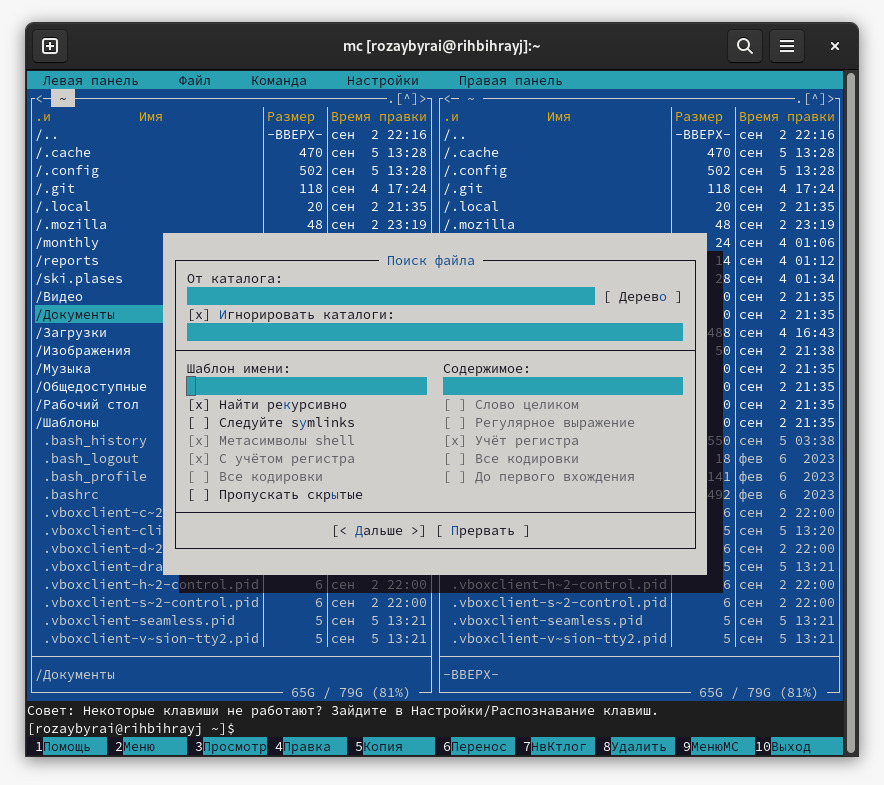 mc [rozaybyrai@rihbihrayj]:~
Левая панель Файл Команда Настройки Правая панель
<─ ~ ─.[^]> <─ ~ ─.[^]>
.и Имя Размер Время правки .и Имя Размер Время правки
/.. -ВВЕРХ- сен 2 22:16 /.. -ВВЕРХ- сен 2 22:16
/.cache 470 сен 5 13:28 /.cache 470 сен 5 13:28
/.config 502 сен 5 13:28 /.config 502 сен 5 13:28
/.git 118 сен 4 17:24 /.git 118 сен 4 17:24
/.local 20 сен 2 21:35 /.local 20 сен 2 21:35
/.mozilla 48 сен 2 23:19 /.mozilla 48 сен 2 23:19
/monthly 24 сен 4 01:06
/reports 14 сен 4 01:12
/ski.plases 28 сен 4 01:34
/Видео 0 сен 2 21:35
/Документы 0 сен 2 21:35
/Загрузки 488 сен 4 16:43
/Изображения 50 сен 2 21:38
/Музыка 0 сен 2 21:35
/Общедоступные 0 сен 2 21:35
/Рабочий стол 0 сен 2 21:35
/Шаблоны 0 сен 2 21:35
.bash_history 550 сен 5 03:38
.bash_logout 18 фев 6 2023
.bash_profile 141 фев 6 2023
.bashrc 492 фев 6 2023
.vboxclient-c~2 6 сен 2 22:00
.vboxclient-cli 5 сен 5 13:20
.vboxclient-d~2 6 сен 2 22:00
.vboxclient-dra 5 сен 5 13:21
.vboxclient-h~2-control.pid 6 сен 2 22:00 .vboxclient-h~2-control.pid 6 сен 2 22:00
.vboxclient-s~2-control.pid 6 сен 2 22:00 .vboxclient-s~2-control.pid 6 сен 2 22:00
.vboxclient-seamless.pid 5 сен 5 13:21 .vboxclient-seamless.pid 5 сен 5 13:21
.vboxclient-v~sion-tty2.pid 5 сен 5 13:21 .vboxclient-v~sion-tty2.pid 5 сен 5 13:21
/Документы -ВВЕРХ-
65G / 79G (81%) 65G / 79G (81%)
Поиск файла
От каталога:
[ Дерево ]
[x] Игнорировать каталоги:
Шаблон имени: Содержимое:
[x] Найти рекурсивно [ ] Слово целиком
[ ] Следуйте symlinks [ ] Регулярное выражение
[x] Метасимволы shell [x] Учёт регистра
[x] С учётом регистра [ ] Все кодировки
[ ] Все кодировки [ ] До первого вхождения
[ ] Пропускать скрытые
[< Дальше >] [ Прервать ]
Совет: Некоторые клавиши не работают? Зайдите в Настройки/Распознавание клавиш.
[rozaybyrai@rihbihrayj ~]$
1Помощь 2Меню 3Просмотр 4Правка 5Копия 6Перенос 7НвКтлог 8Удалить 9МенюМС 10Выход